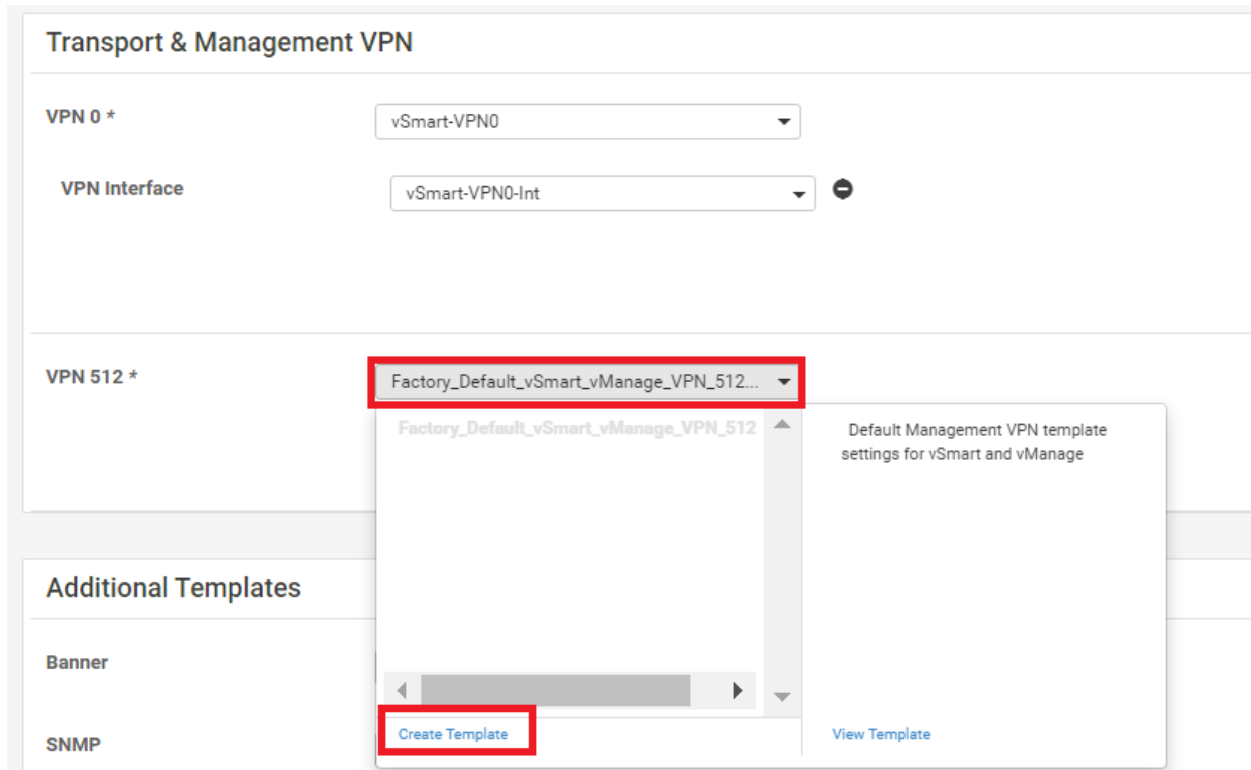 Transport & Management VPN
VPN 0 *
vSmart-VPN0
VPN Interface
vSmart-VPN0-Int
VPN 512 *
Factory_Default_vSmart_vManage_VPN_512...
Factory_Default_vSmart_vManage_VPN_512
Default Management VPN template
settings for vSmart and vManage
Additional Templates
Banner
Create Template
View Template
SNMP